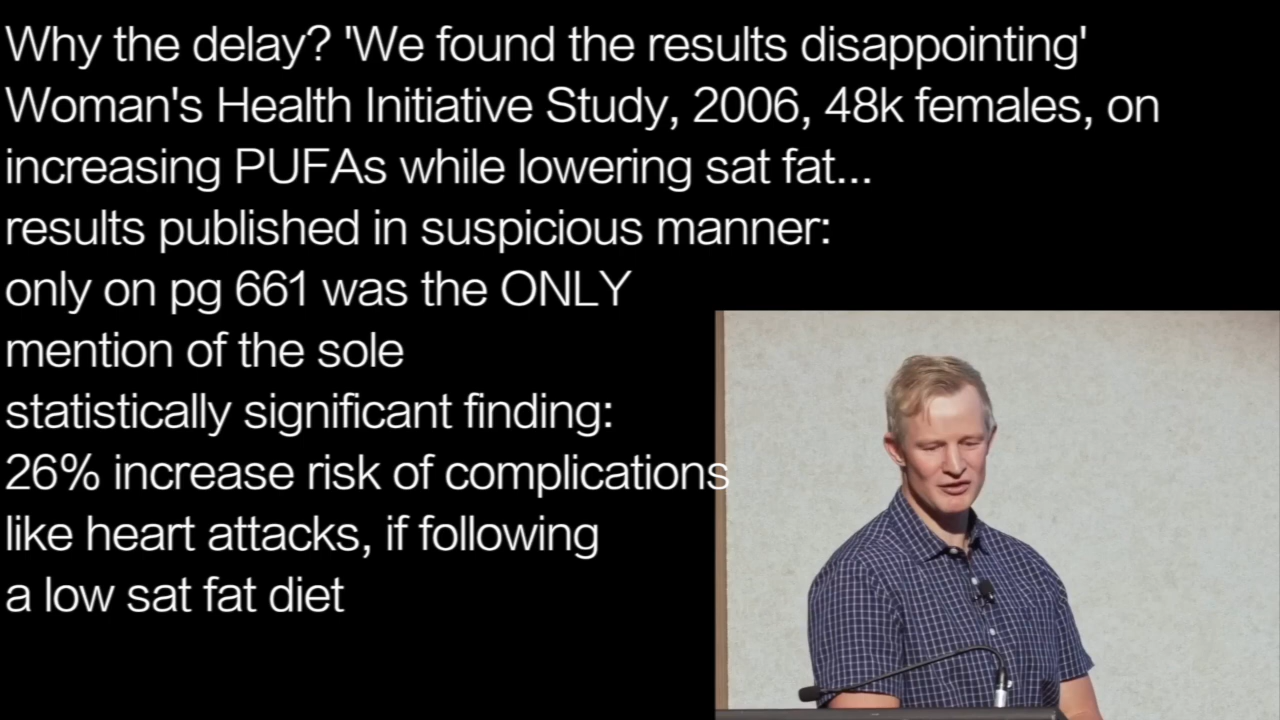 Why the delay? 'We found the results disappointing'
Woman's Health Initiative Study, 2006, 48k females, on
increasing PUFAs while lowering sat fat...
results published in suspicious manner:
only on pg 661 was the ONLY
mention of the sole
statistically significant finding:
26% increase risk of complications
like heart attacks, if following
a low sat fat diet